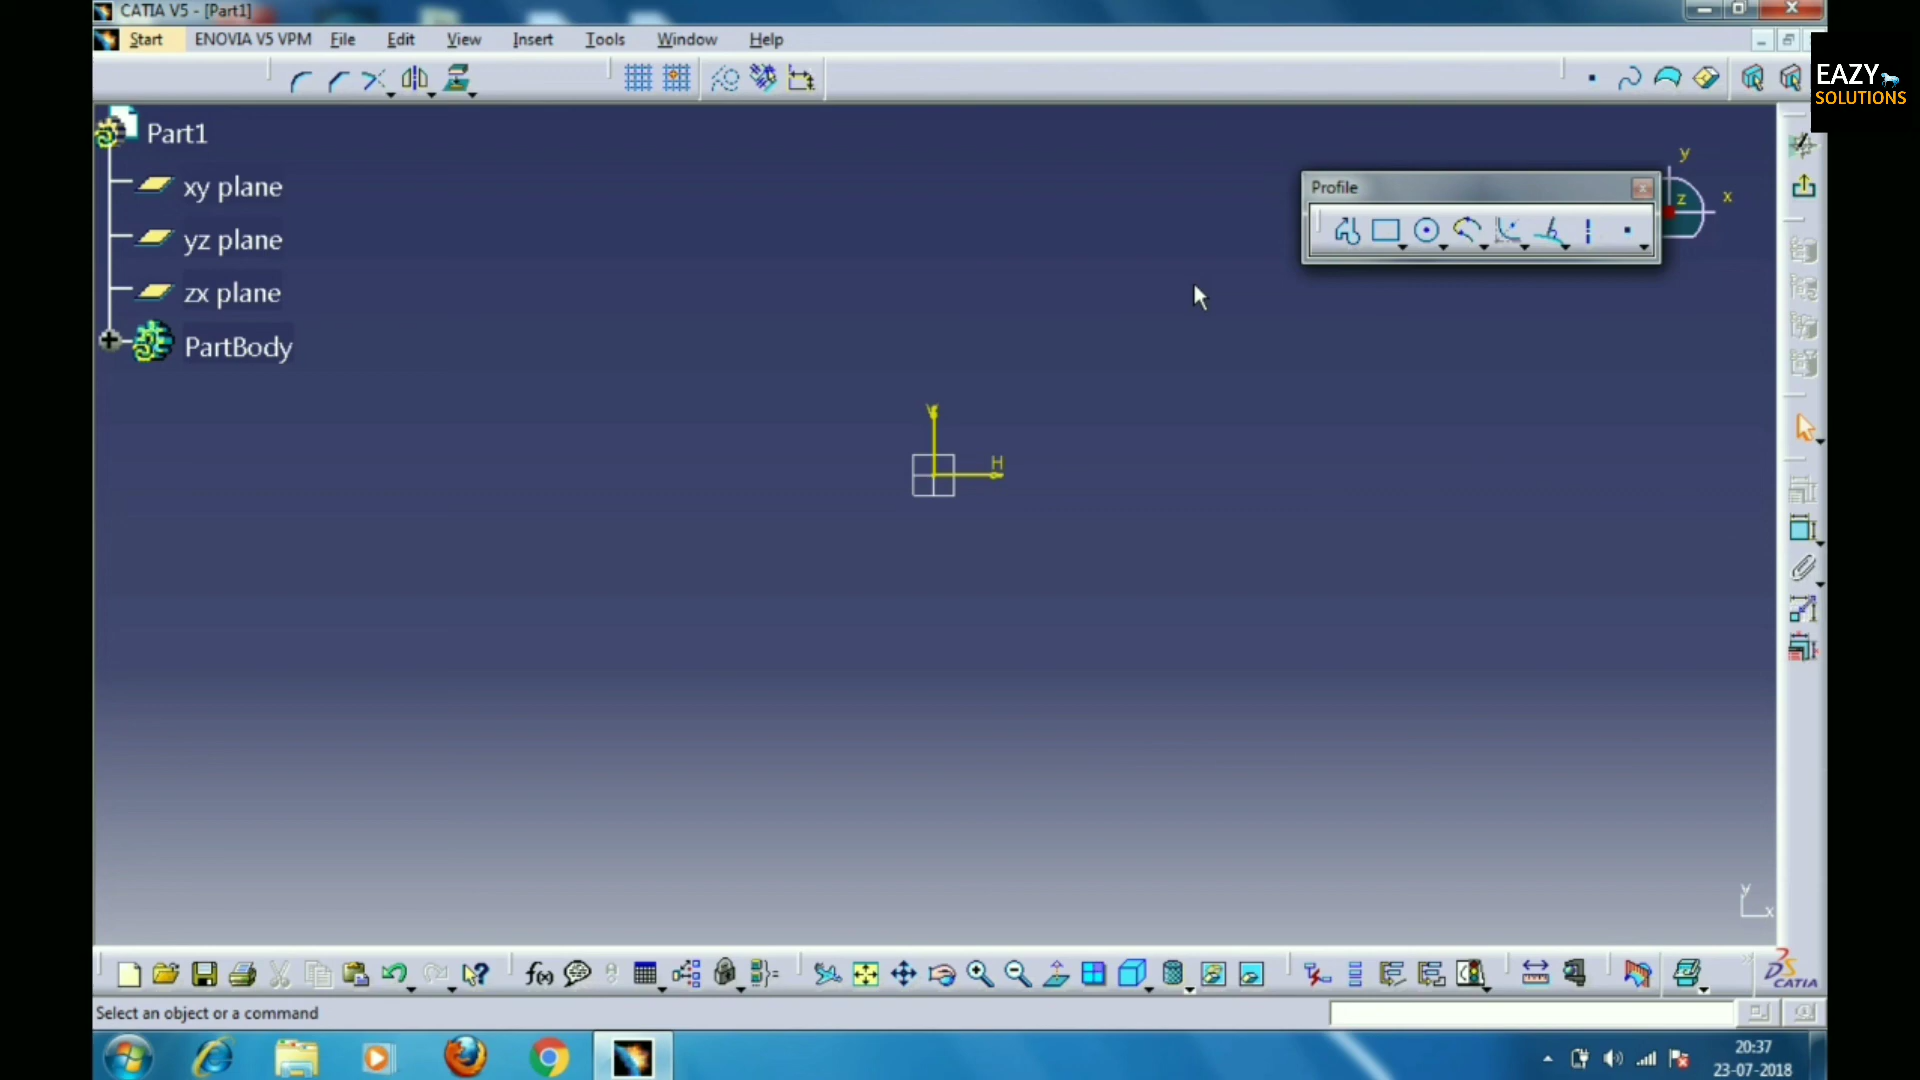 CATIA V5 - [Part1]
Start ENOVIA V5 VPM File Edit View Insert Tools Window Help
EAZY
SOLUTIONS
Part1
xy plane
yz plane
zx plane
PartBody
Profile
y
x
z
V
H
y
x
f(x)
CATIA
Select an object or a command
20:37
23-07-2018